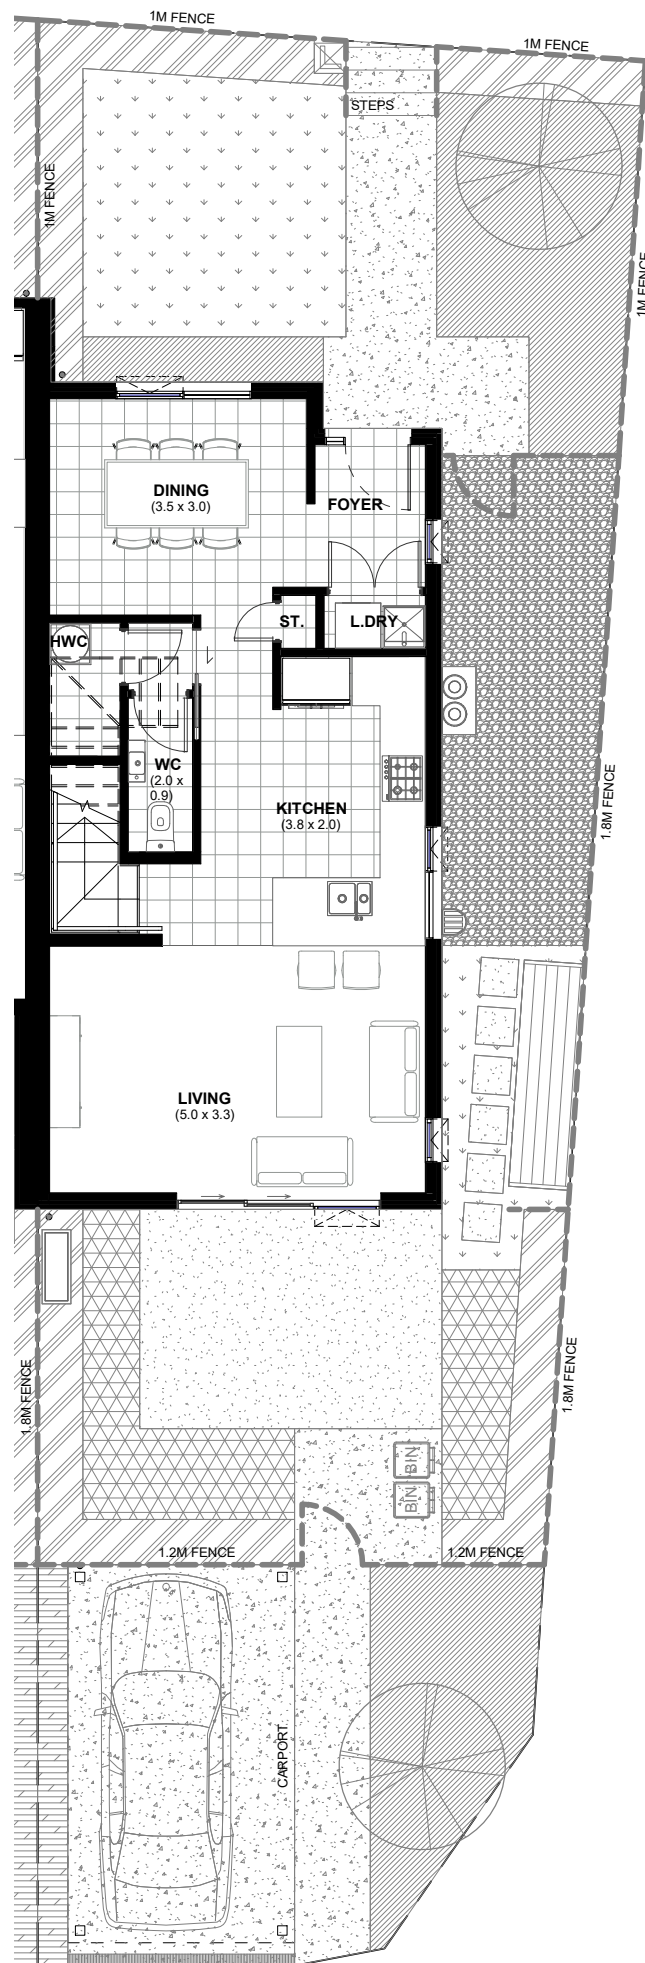 1M FENCE
1M FENCE
STEPS
1M FENCE
1M FENCE
DINING
(3.5 x 3.0)
FOYER
ST.
L.DRY
HWC
WC
(2.0 x
0.9)
KITCHEN
(3.8 x 2.0)
1.8M FENCE
LIVING
(5.0 x 3.3)
1.8M FENCE
1.8M FENCE
BIN
BIN
1.2M FENCE
1.2M FENCE
CARPORT